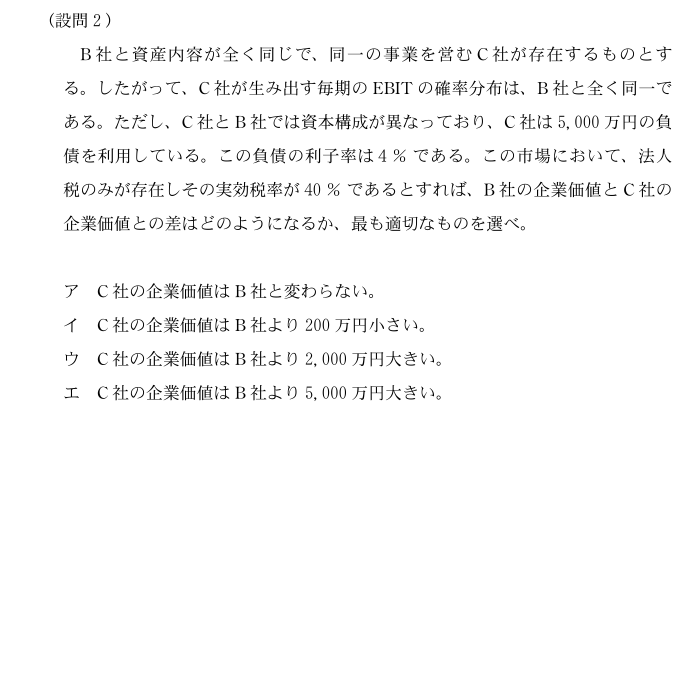 (設問 2 )
B 社と資産内容が全く同じで、同一の事業を営む C 社が存在するものとす
る。したがって、C 社が生み出す毎期の EBIT の確率分布は、B 社と全く同一で
ある。ただし、C 社と B 社では資本構成が異なっており、C 社は 5,000 万円の負
債を利用している。この負債の利子率は 4 % である。この市場において、法人
税のみが存在しその実効税率が 40 % であるとすれば、B 社の企業価値と C 社の
企業価値との差はどのようになるか、最も適切なものを選べ。
ア C 社の企業価値は B 社と変わらない。
イ C 社の企業価値は B 社より 200 万円小さい。
ウ C 社の企業価値は B 社より 2,000 万円大きい。
エ C 社の企業価値は B 社より 5,000 万円大きい。